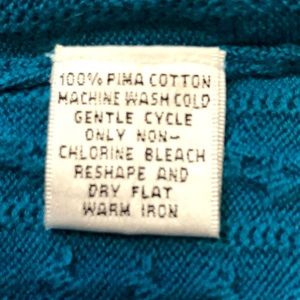 100% PIMA COTTON
MACHINE WASH COLD
GENTLE CYCLE
ONLY NON-
CHLORINE BLEACH
RESHAPE AND
DRY FLAT
WARM IRON